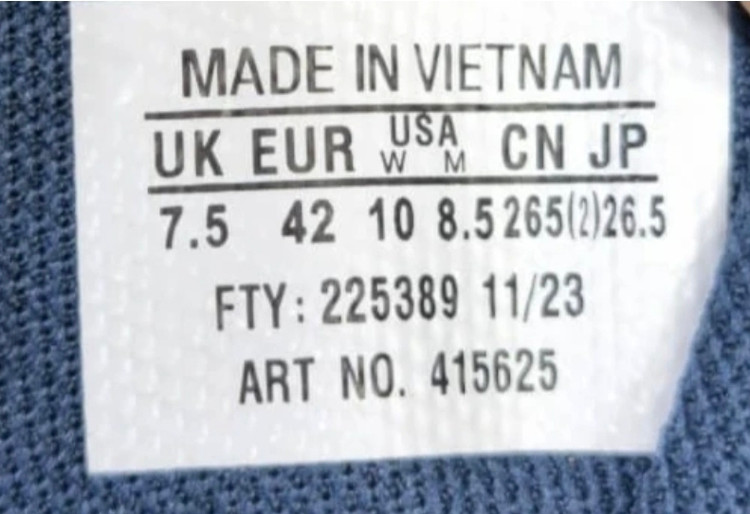 MADE IN VIETNAM
UK EUR USA CN JP
W M
7.5 42 10 8.5 265(2) 26.5
FTY: 225389 11/23
ART NO. 415625